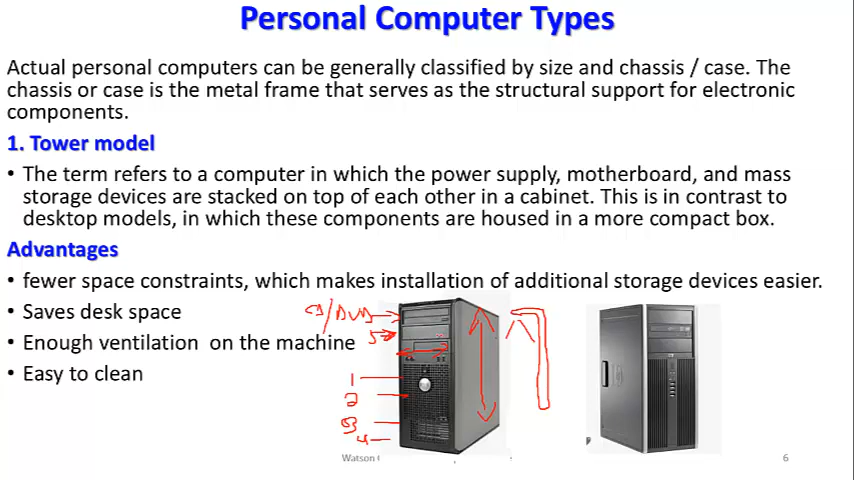 Personal Computer Types
Actual personal computers can be generally classified by size and chassis / case. The
chassis or case is the metal frame that serves as the structural support for electronic
components.
1. Tower model
• The term refers to a computer in which the power supply, motherboard, and mass
storage devices are stacked on top of each other in a cabinet. This is in contrast to
desktop models, in which these components are housed in a more compact box.
Advantages
• fewer space constraints, which makes installation of additional storage devices easier.
• Saves desk space
• Enough ventilation on the machine
• Easy to clean
1
2
3
4
Watson
6